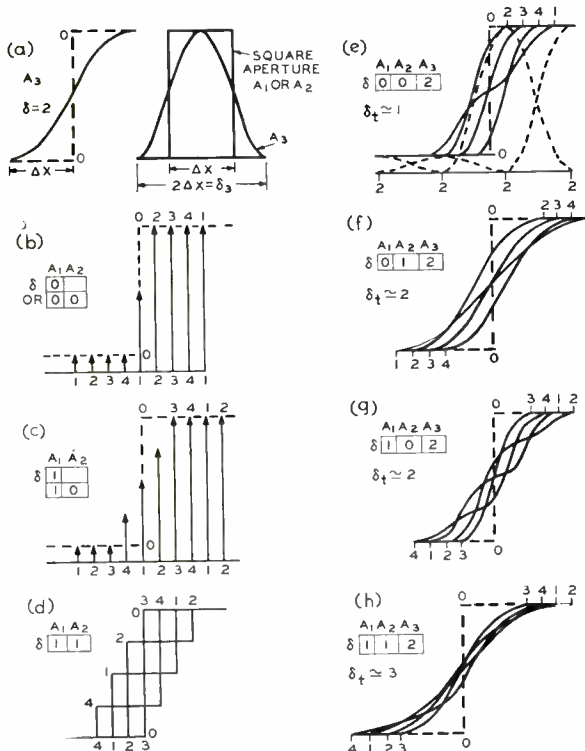 (a)
0
A3
δ=2
0
ΔX
SQUARE
APERTURE
A1 OR A2
A3
ΔX
2ΔX=δ3
(b)
A1 A2
δ 0
OR 0 0
0 2 3 4 1
0
1 2 3 4 1 2 3 4 1
(c)
A1 A2
δ 1
1 0
0 3 4 1 2
0
1 2 3 4 1 2 3 4 1 2
(d)
A1 A2
δ 1 1
3 4 1 2
0
2
1
4
0
4 1 2 3
(e)
A1 A2 A3
δ 0 0 2
δt≃1
0 2 3 4 1
0
2 2 2 2
(f)
A1 A2 A3
δ 0 1 2
δt≃2
0 2 3 4 1
0
1 2 3 4
(g)
A1 A2 A3
δ 1 0 2
δt≃2
0 3 4 1 2
0
4 1 2 3
(h)
A1 A2 A3
δ 1 1 2
δt≃3
0 3 4 1 2
0
4 1 2 3